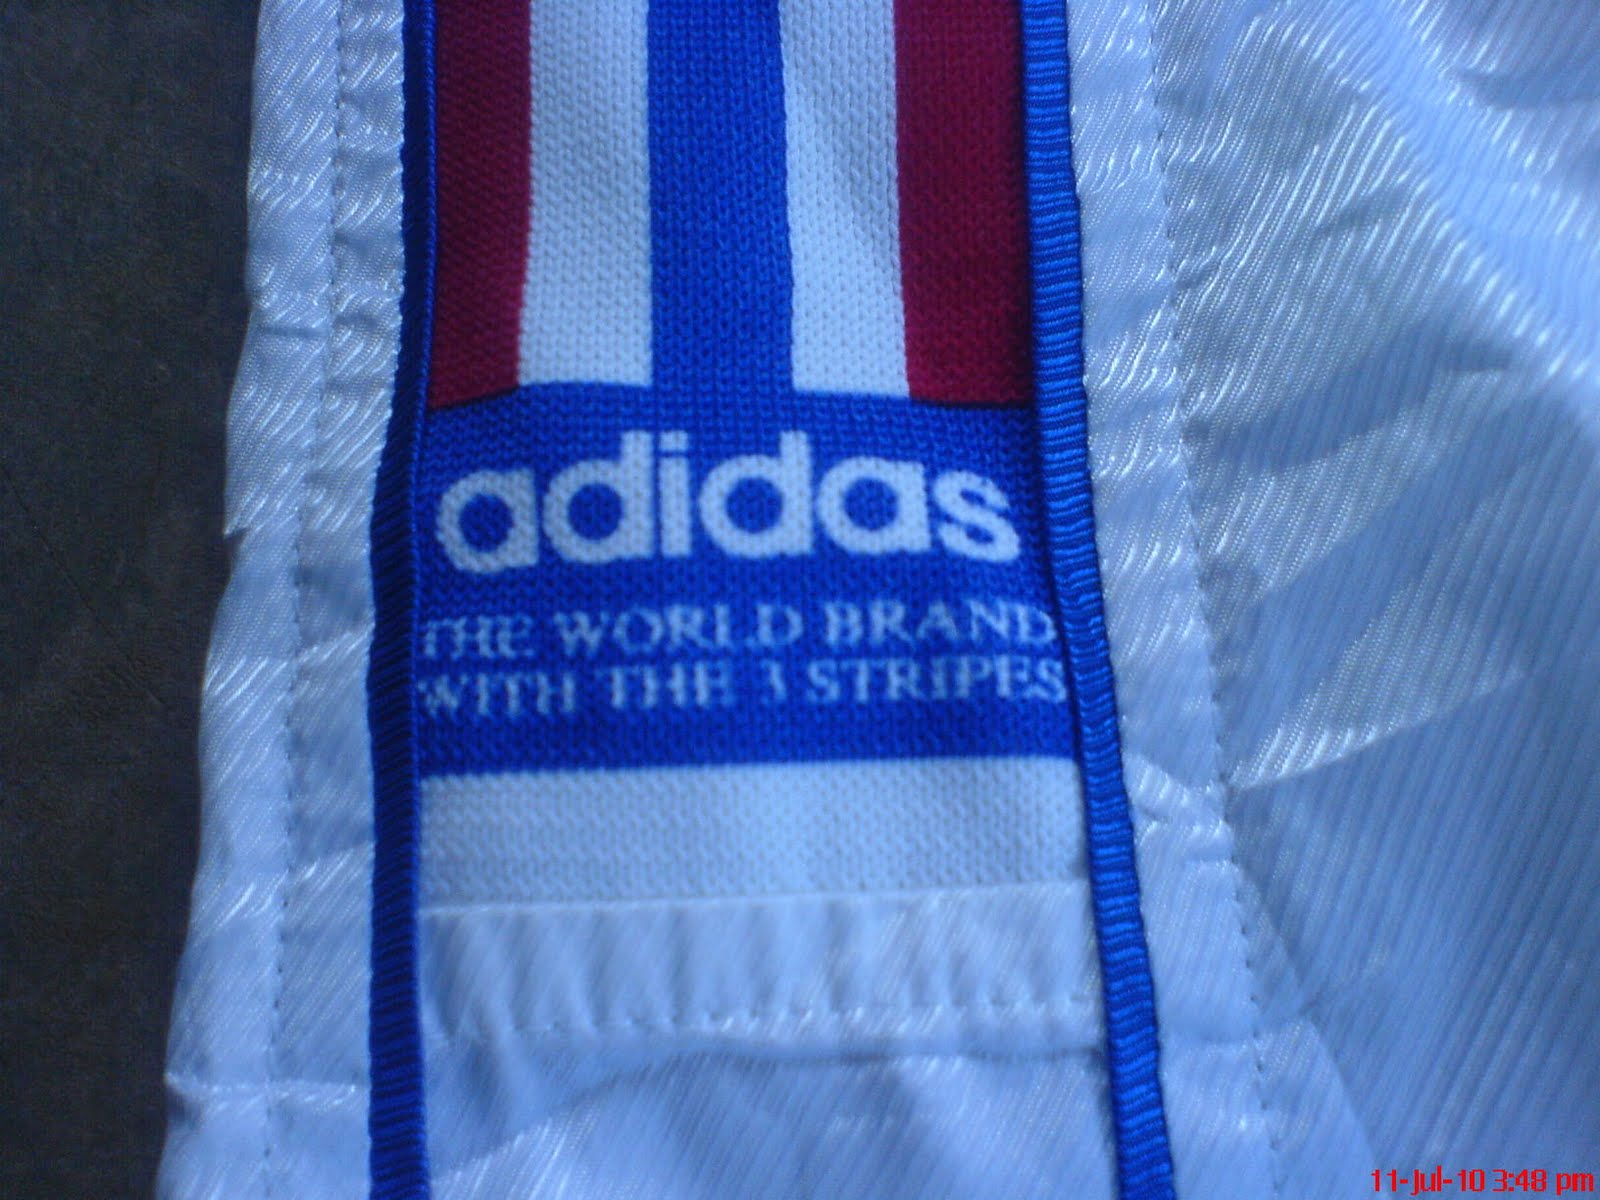 adidas
THE WORLD BRAND
WITH THE 3 STRIPES
11-Jul-10 3:48 pm